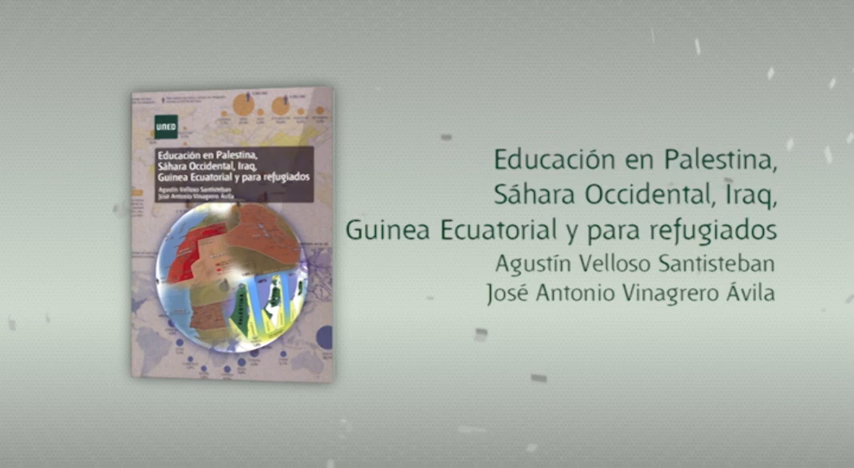 UNED
Educación en Palestina,
Sáhara Occidental, Iraq,
Guinea Ecuatorial y para refugiados
Agustín Velloso Santisteban
José Antonio Vinagrero Ávila
PALESTINA
Educación en Palestina,
Sáhara Occidental, Iraq,
Guinea Ecuatorial y para refugiados
Agustín Velloso Santisteban
José Antonio Vinagrero Ávila